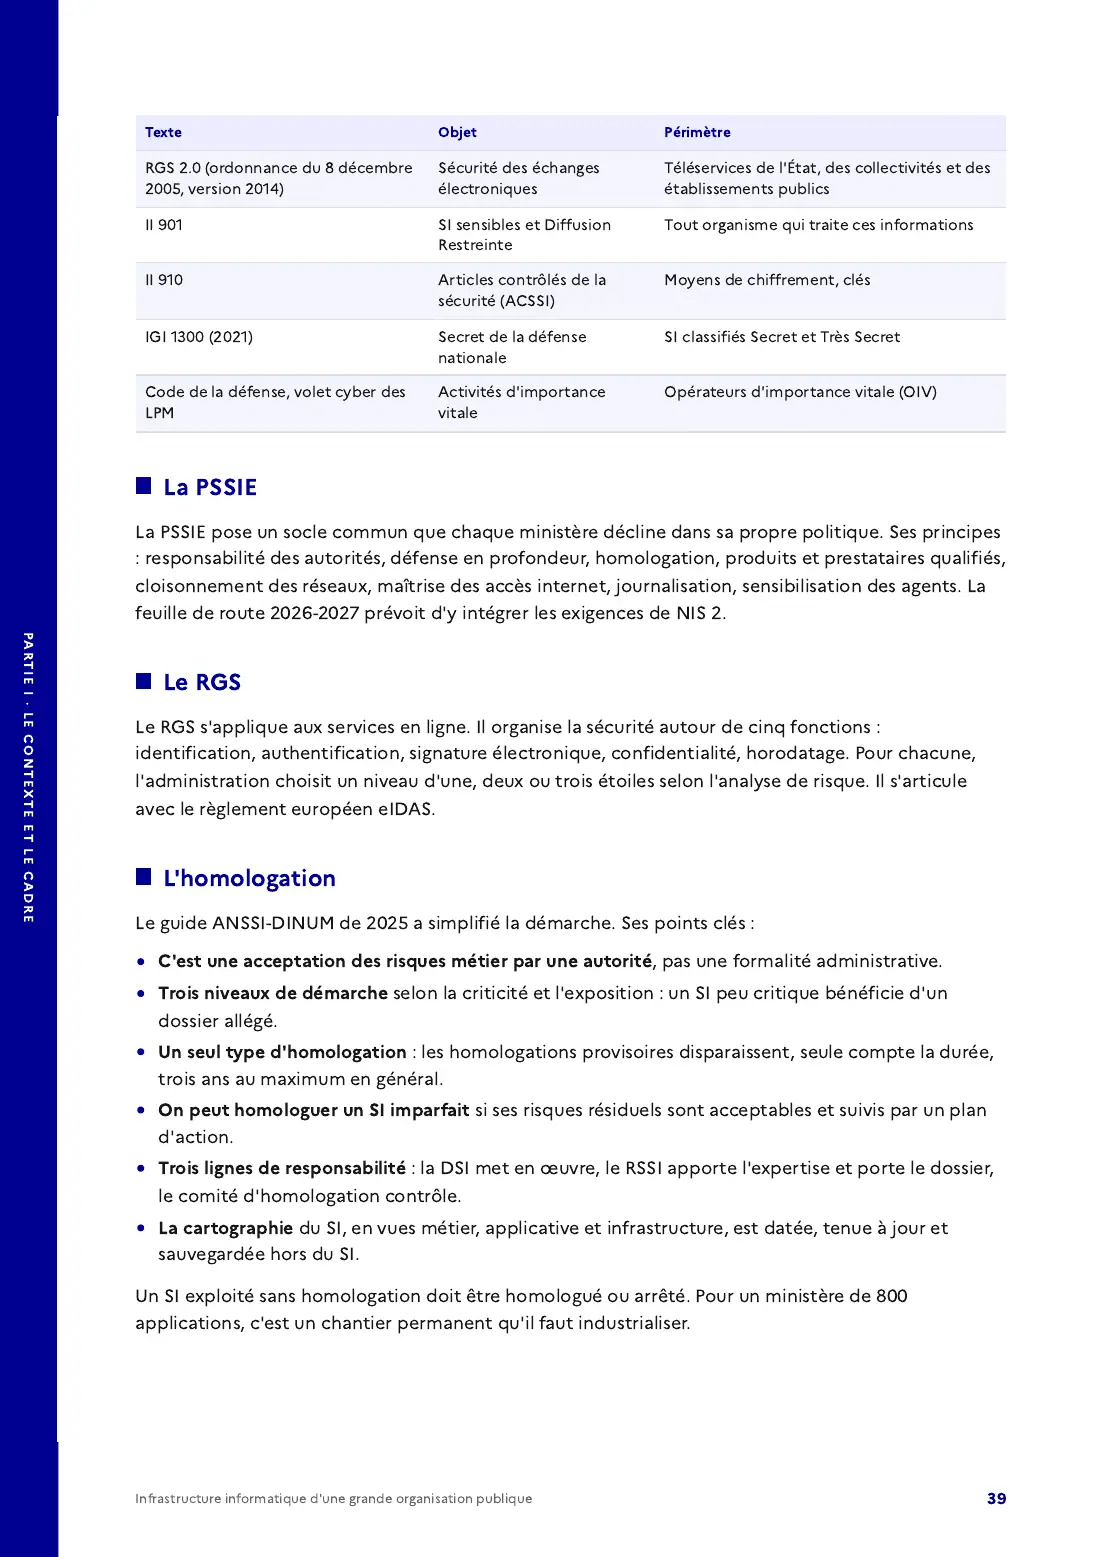 Texte Objet Périmètre
RGS 2.0 (ordonnance du 8 décembre 2005, version 2014) Sécurité des échanges électroniques Téléservices de l'État, des collectivités et des établissements publics
II 901 SI sensibles et Diffusion Restreinte Tout organisme qui traite ces informations
II 910 Articles contrôlés de la sécurité (ACSSI) Moyens de chiffrement, clés
IGI 1300 (2021) Secret de la défense nationale SI classifiés Secret et Très Secret
Code de la défense, volet cyber des LPM Activités d'importance vitale Opérateurs d'importance vitale (OIV)
La PSSIE
La PSSIE pose un socle commun que chaque ministère décline dans sa propre politique. Ses principes
: responsabilité des autorités, défense en profondeur, homologation, produits et prestataires qualifiés,
cloisonnement des réseaux, maîtrise des accès internet, journalisation, sensibilisation des agents. La
feuille de route 2026-2027 prévoit d'y intégrer les exigences de NIS 2.
Le RGS
Le RGS s'applique aux services en ligne. Il organise la sécurité autour de cinq fonctions :
identification, authentification, signature électronique, confidentialité, horodatage. Pour chacune,
l'administration choisit un niveau d'une, deux ou trois étoiles selon l'analyse de risque. Il s'articule
avec le règlement européen eIDAS.
L'homologation
Le guide ANSSI-DINUM de 2025 a simplifié la démarche. Ses points clés :
• C'est une acceptation des risques métier par une autorité, pas une formalité administrative.
• Trois niveaux de démarche selon la criticité et l'exposition : un SI peu critique bénéficie d'un
dossier allégé.
• Un seul type d'homologation : les homologations provisoires disparaissent, seule compte la durée,
trois ans au maximum en général.
• On peut homologuer un SI imparfait si ses risques résiduels sont acceptables et suivis par un plan
d'action.
• Trois lignes de responsabilité : la DSI met en œuvre, le RSSI apporte l'expertise et porte le dossier,
le comité d'homologation contrôle.
• La cartographie du SI, en vues métier, applicative et infrastructure, est datée, tenue à jour et
sauvegardée hors du SI.
Un SI exploité sans homologation doit être homologué ou arrêté. Pour un ministère de 800
applications, c'est un chantier permanent qu'il faut industrialiser.
PARTIE I · LE CONTEXTE ET LE CADRE
Infrastructure informatique d'une grande organisation publique 39